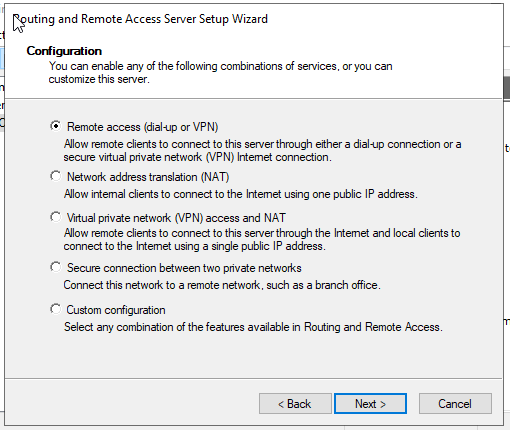 Routing and Remote Access Server Setup Wizard
Configuration
You can enable any of the following combinations of services, or you can
customize this server.
Remote access (dial-up or VPN)
Allow remote clients to connect to this server through either a dial-up connection or a
secure virtual private network (VPN) Internet connection.
Network address translation (NAT)
Allow internal clients to connect to the Internet using one public IP address.
Virtual private network (VPN) access and NAT
Allow remote clients to connect to this server through the Internet and local clients to
connect to the Internet using a single public IP address.
Secure connection between two private networks
Connect this network to a remote network, such as a branch office.
Custom configuration
Select any combination of the features available in Routing and Remote Access.
< Back
Next >
Cancel